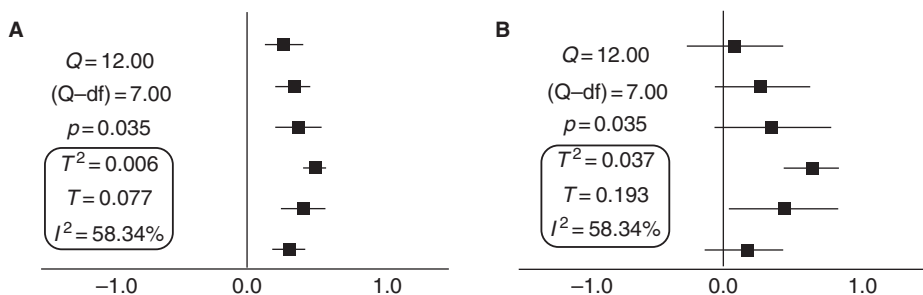 A
Q = 12.00
(Q–df) = 7.00
p = 0.035
T² = 0.006
T = 0.077
I² = 58.34%
−1.0 0.0 1.0
B
Q = 12.00
(Q–df) = 7.00
p = 0.035
T² = 0.037
T = 0.193
I² = 58.34%
−1.0 0.0 1.0